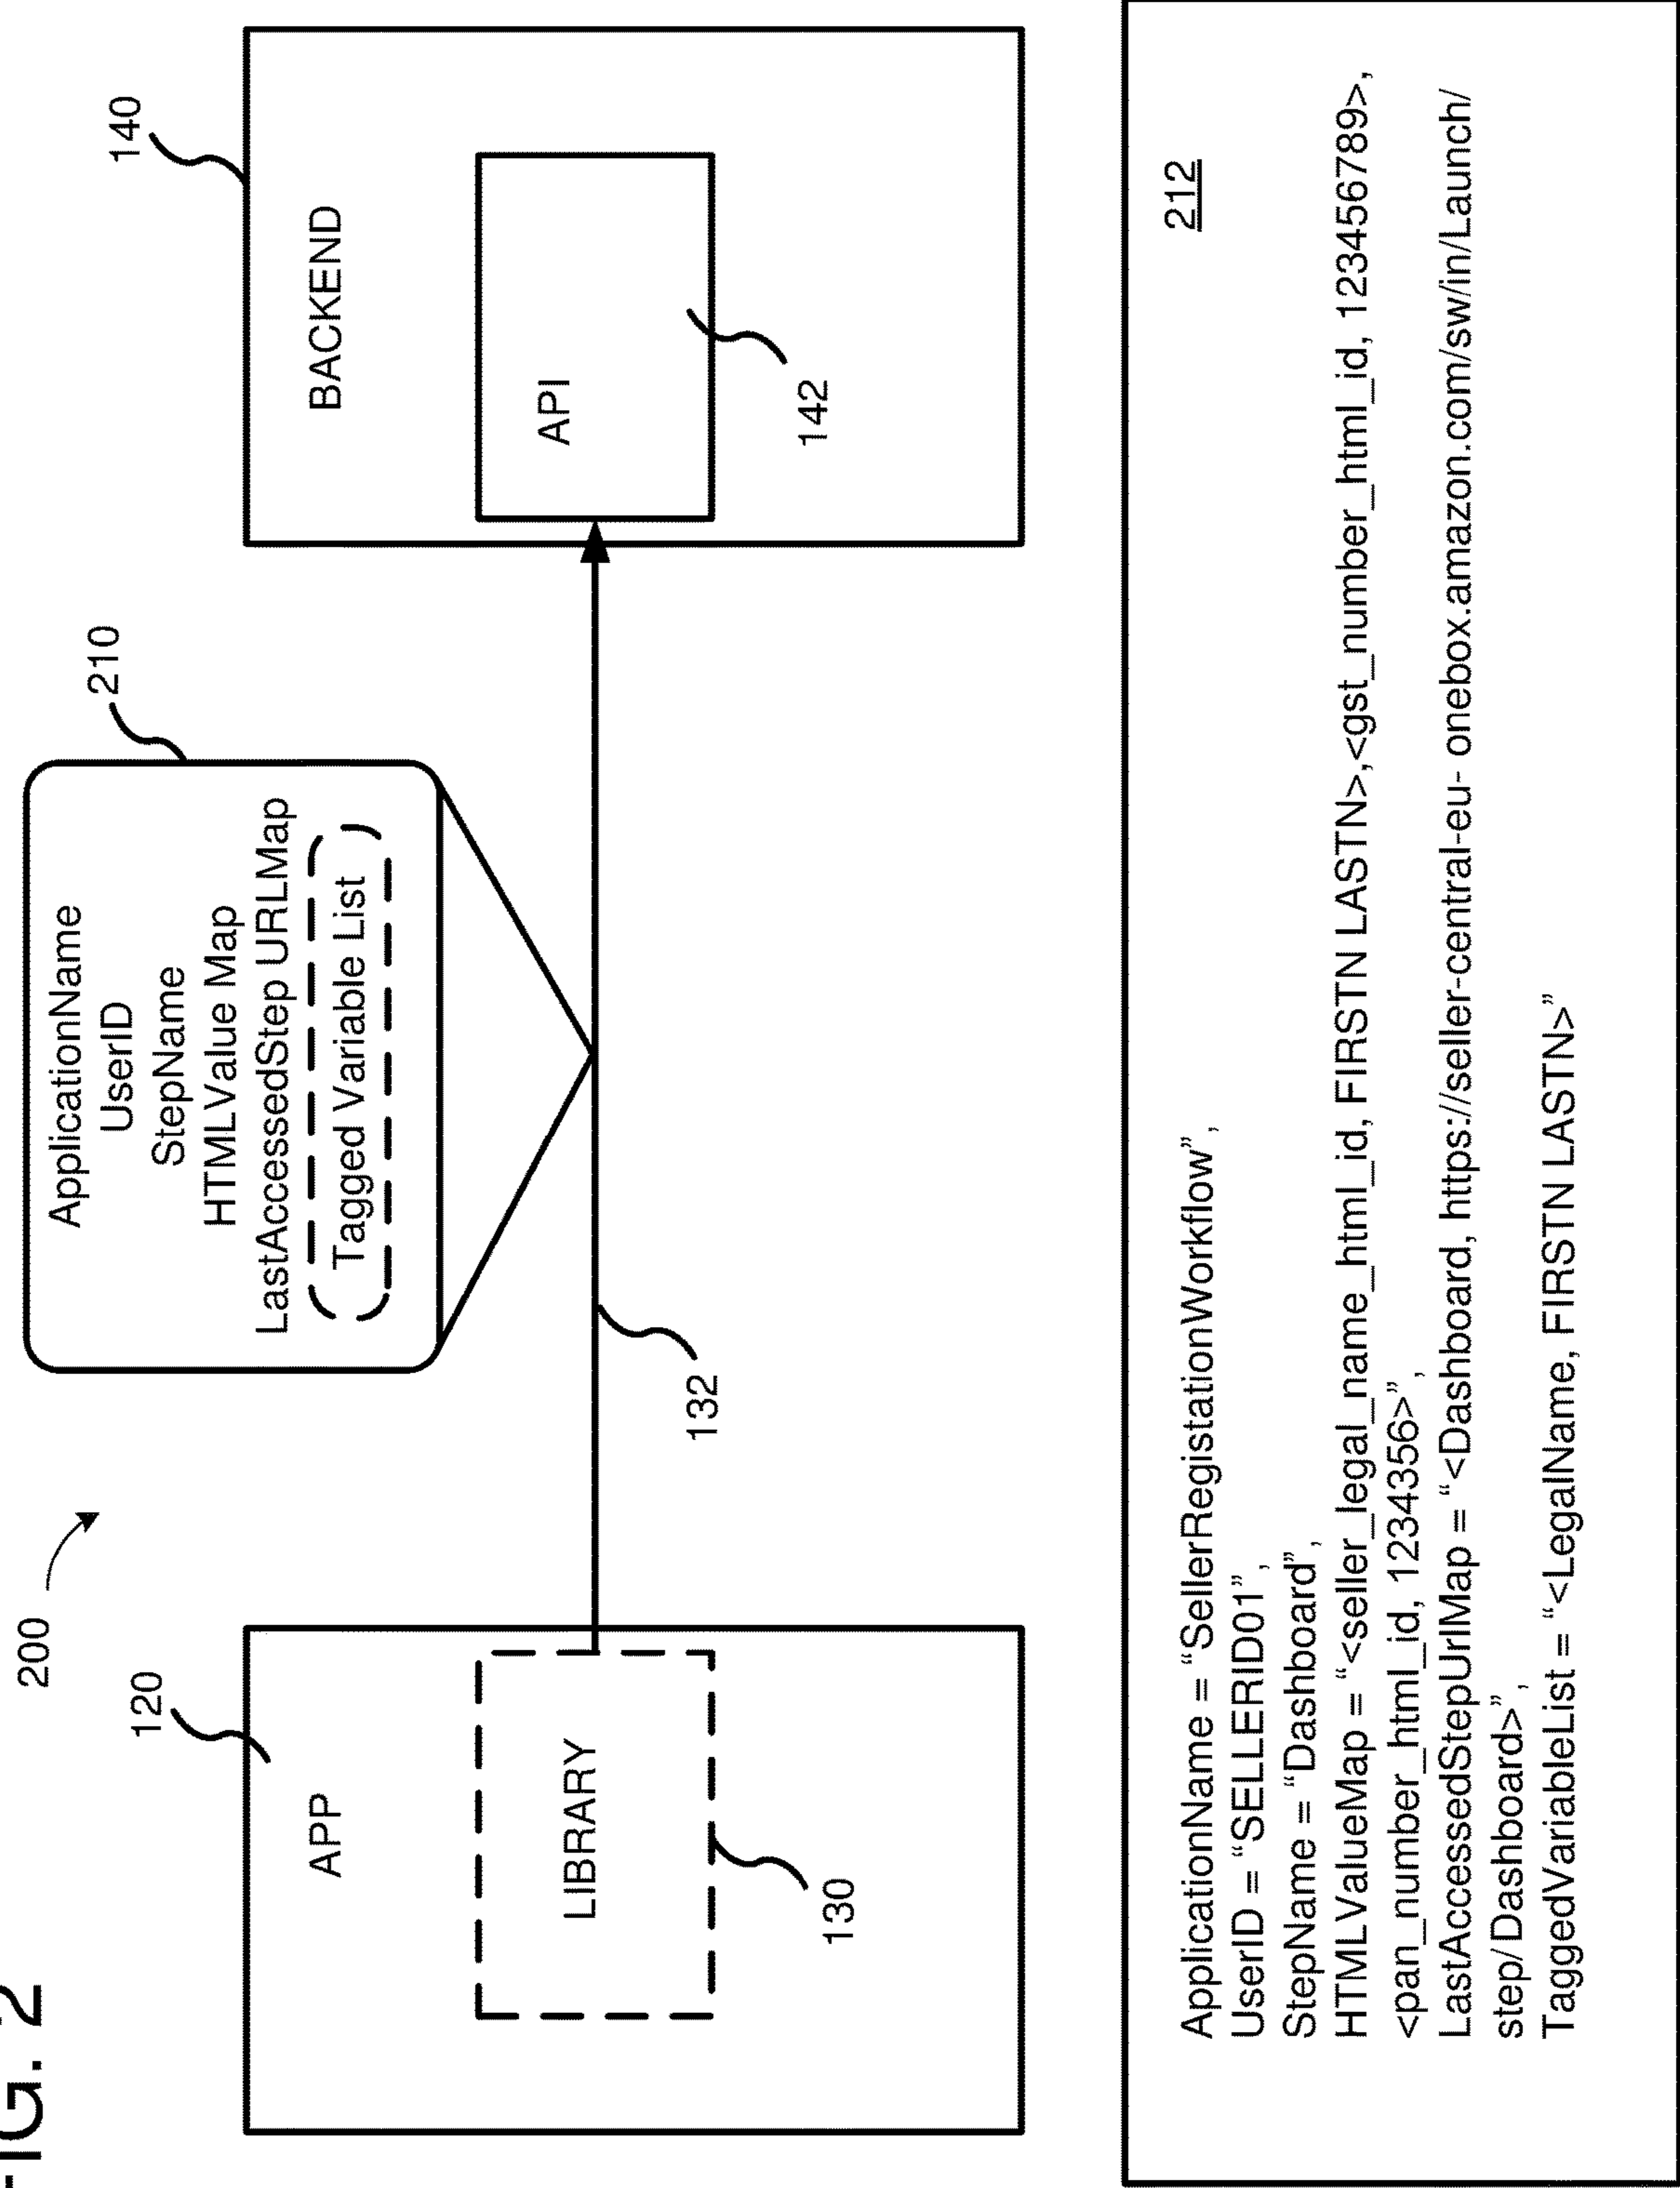 FIG. 2
200
120
APP
LIBRARY
130
132
210
ApplicationName
UserID
StepName
HTMLValue Map
LastAccessedStep URLMap
Tagged Variable List
140
BACKEND
API
142
212
ApplicationName = “SellerRegistationWorkflow”,
UserID = “SELLERID01”,
StepName = “Dashboard”,
HTMLValueMap = “<seller_legal_name_html_id, FIRSTN LASTN>,<gst_number_html_id, 123456789>,
<pan_number_html_id, 1234356>”,
LastAccessedStepUrlMap = “<Dashboard, https://seller-central-eu- onebox.amazon.com/sw/in/Launch/
step/Dashboard>”,
TaggedVariableList = “<LegalName, FIRSTN LASTN>”